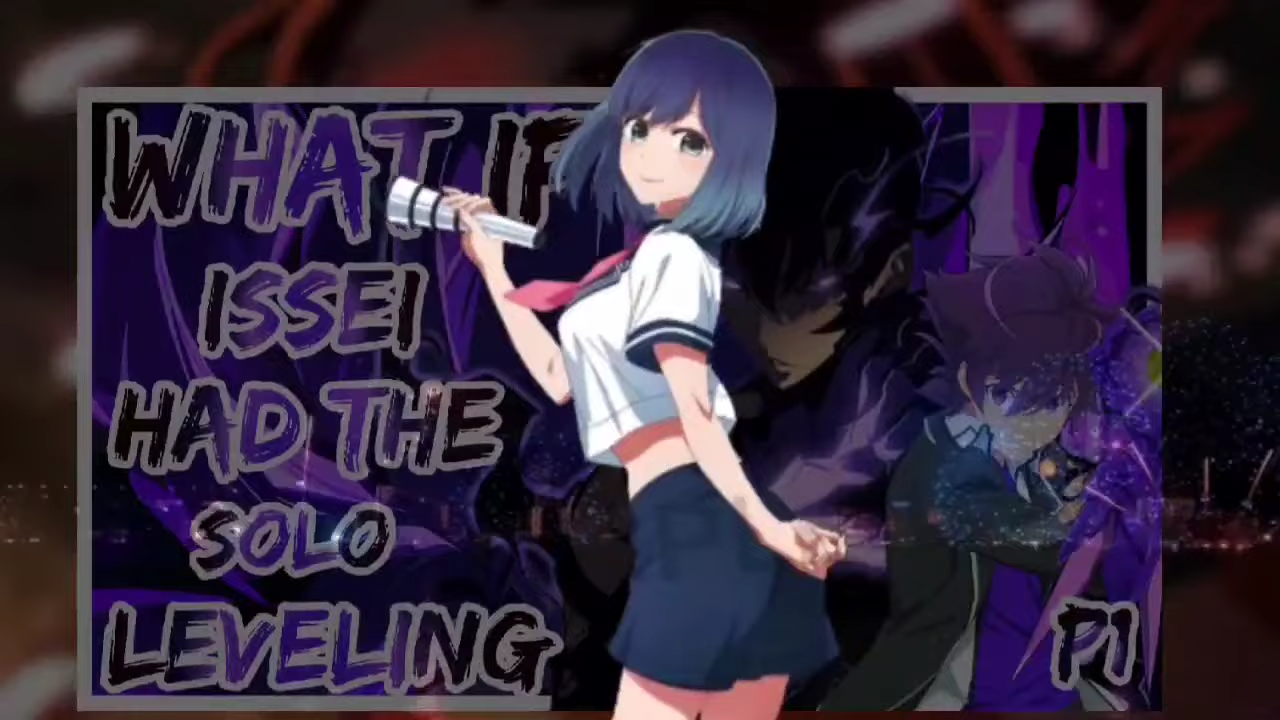 WHAT IF
ISSEI
HAD THE
SOLO
LEVELING
P1